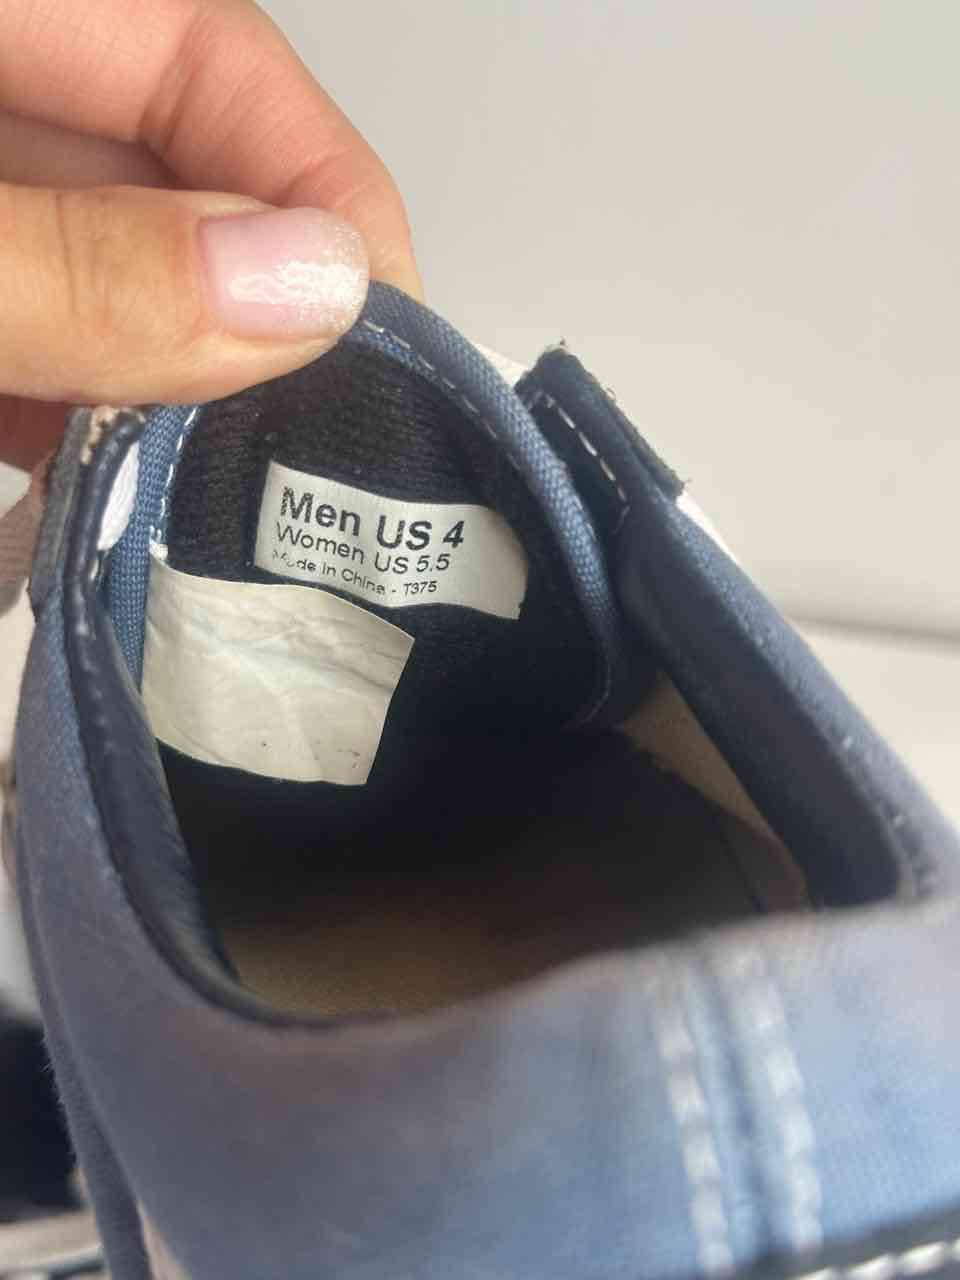 Men US 4
Women US 5.5
Made in China - T375